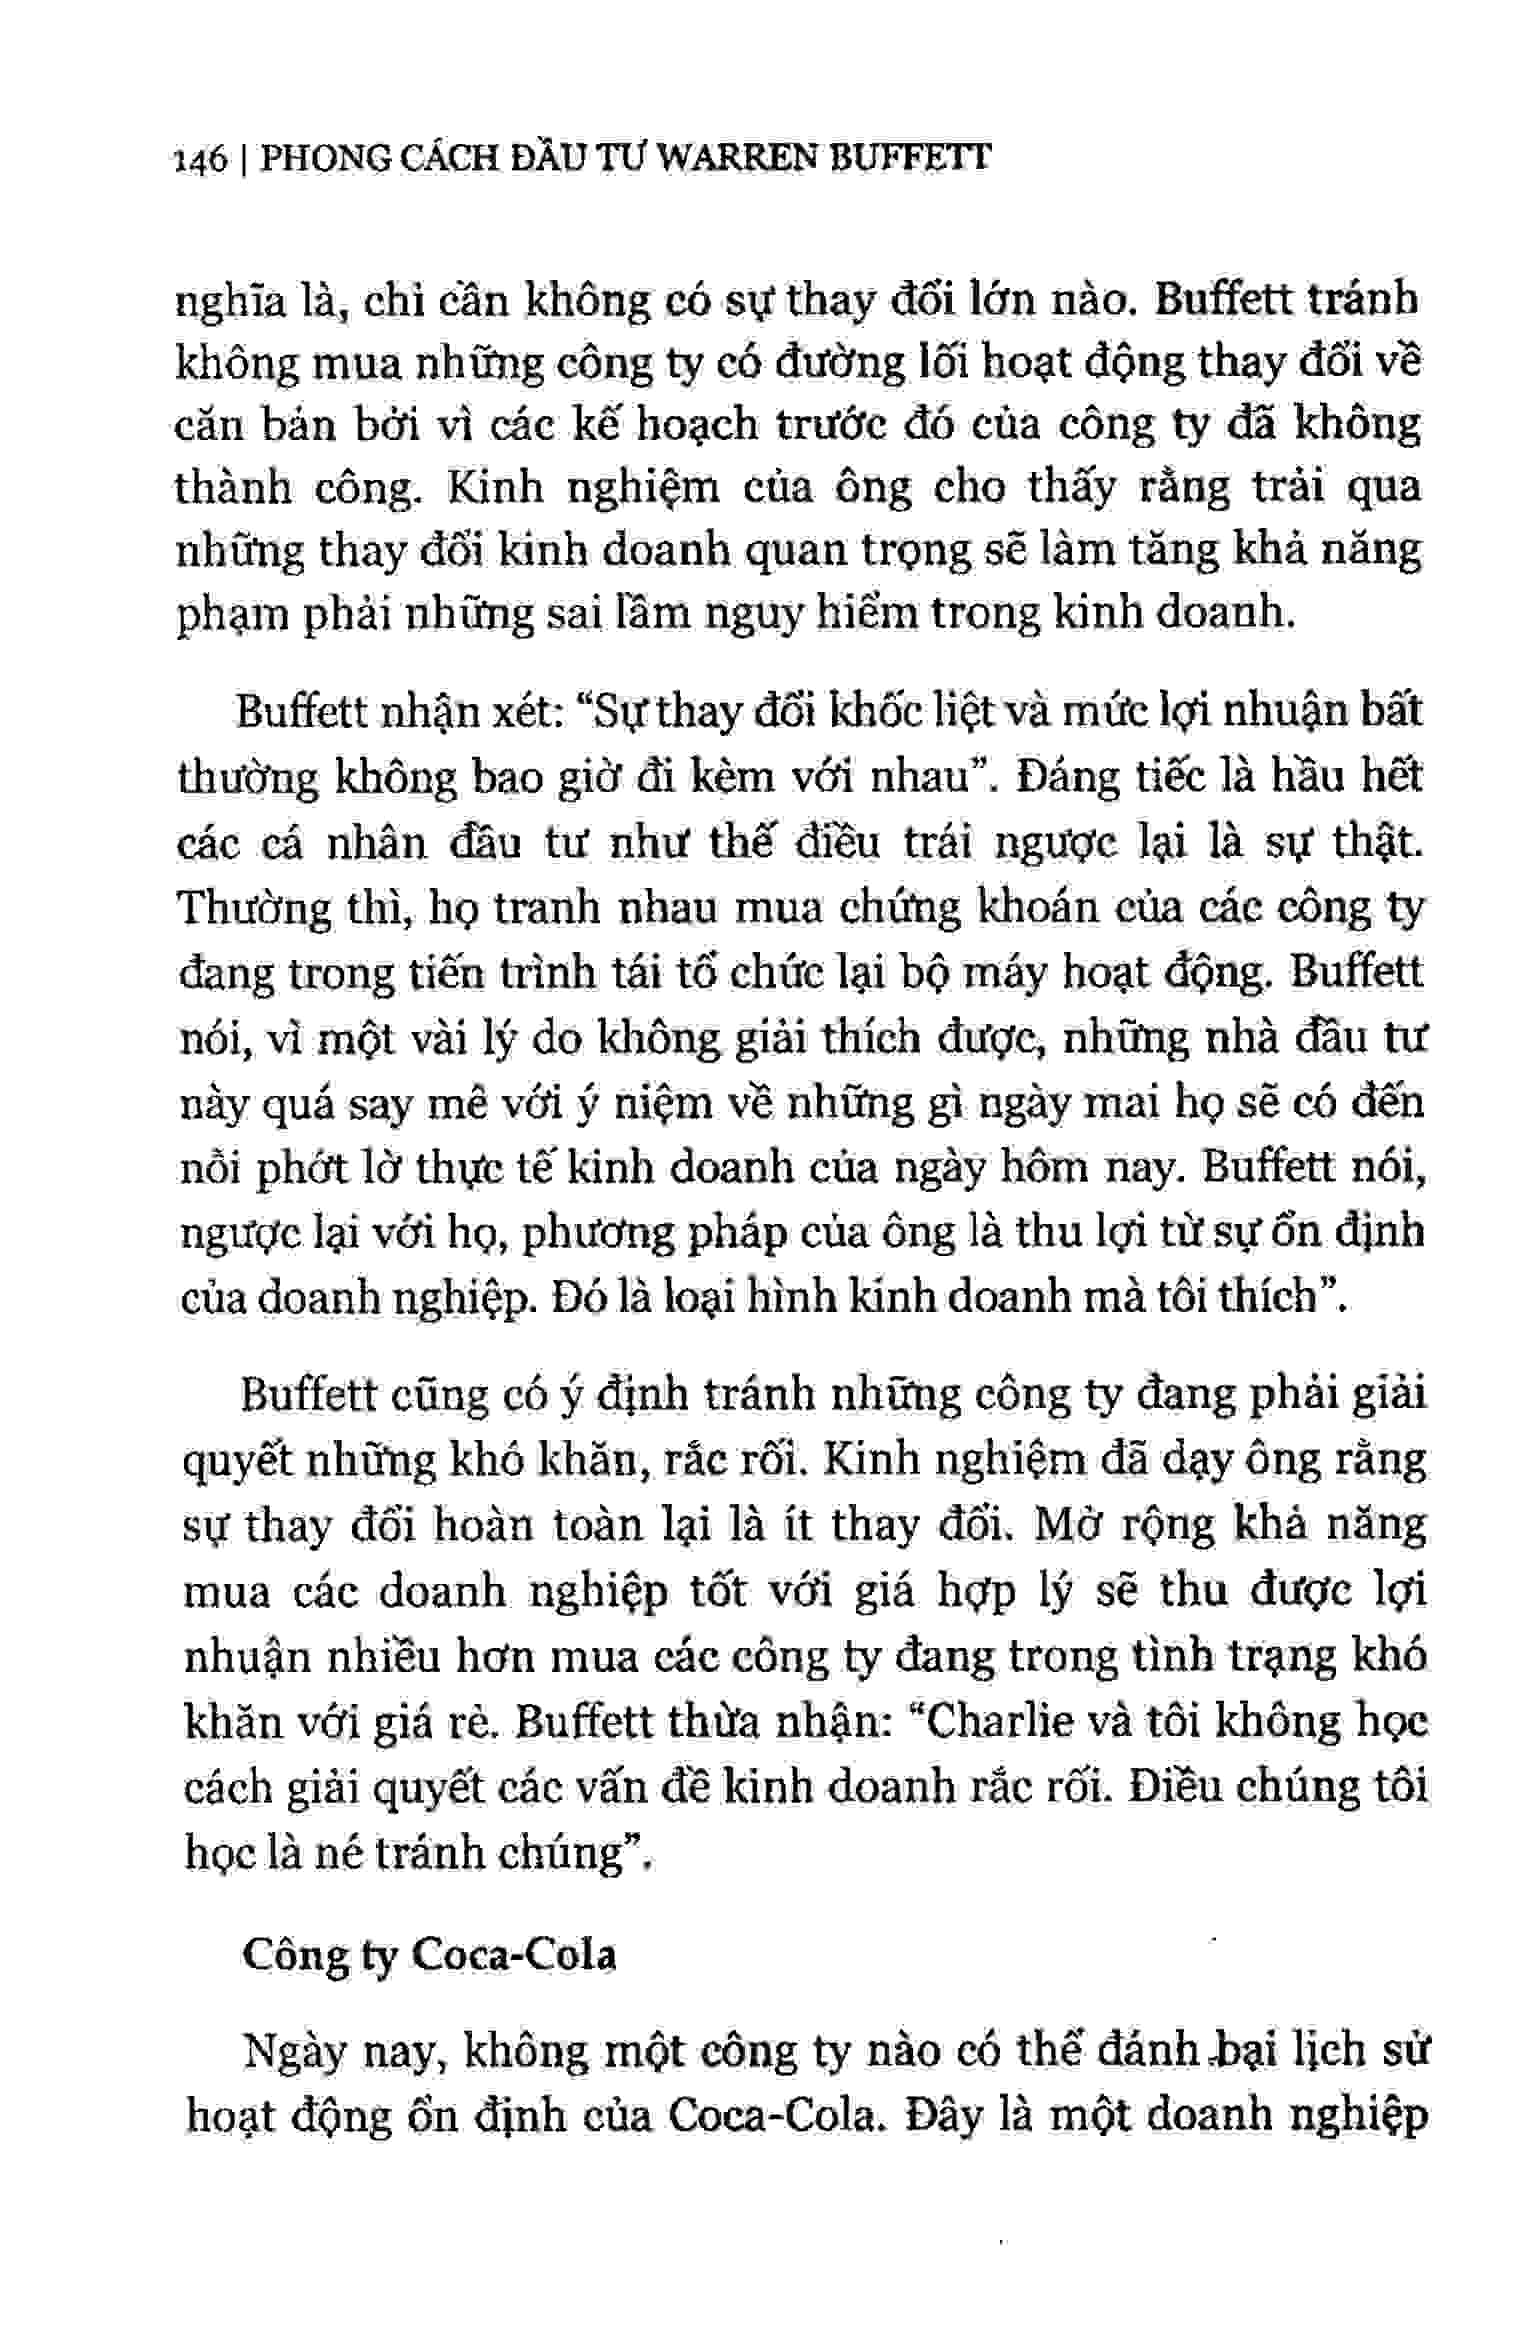 146 | PHONG CÁCH ĐẦU TƯ WARREN BUFFETT
nghĩa là, chỉ cần không có sự thay đổi lớn nào. Buffett tránh
không mua những công ty có đường lối hoạt động thay đổi về
căn bản bởi vì các kế hoạch trước đó của công ty đã không
thành công. Kinh nghiệm của ông cho thấy rằng trải qua
những thay đổi kinh doanh quan trọng sẽ làm tăng khả năng
phạm phải những sai lầm nguy hiểm trong kinh doanh.
Buffett nhận xét: “Sự thay đổi khốc liệt và mức lợi nhuận bất
thường không bao giờ đi kèm với nhau”. Đáng tiếc là hầu hết
các cá nhân đầu tư như thế điều trái ngược lại là sự thật.
Thường thì, họ tranh nhau mua chứng khoán của các công ty
đang trong tiến trình tái tổ chức lại bộ máy hoạt động. Buffett
nói, vì một vài lý do không giải thích được, những nhà đầu tư
này quá say mê với ý niệm về những gì ngày mai họ sẽ có đến
nỗi phớt lờ thực tế kinh doanh của ngày hôm nay. Buffett nói,
ngược lại với họ, phương pháp của ông là thu lợi từ sự ổn định
của doanh nghiệp. Đó là loại hình kinh doanh mà tôi thích”.
Buffett cũng có ý định tránh những công ty đang phải giải
quyết những khó khăn, rắc rối. Kinh nghiệm đã dạy ông rằng
sự thay đổi hoàn toàn lại là ít thay đổi. Mở rộng khả năng
mua các doanh nghiệp tốt với giá hợp lý sẽ thu được lợi
nhuận nhiều hơn mua các công ty đang trong tình trạng khó
khăn với giá rẻ. Buffett thừa nhận: “Charlie và tôi không học
cách giải quyết các vấn đề kinh doanh rắc rối. Điều chúng tôi
học là né tránh chúng”.
Công ty Coca-Cola
Ngày nay, không một công ty nào có thể đánh bại lịch sử
hoạt động ổn định của Coca-Cola. Đây là một doanh nghiệp